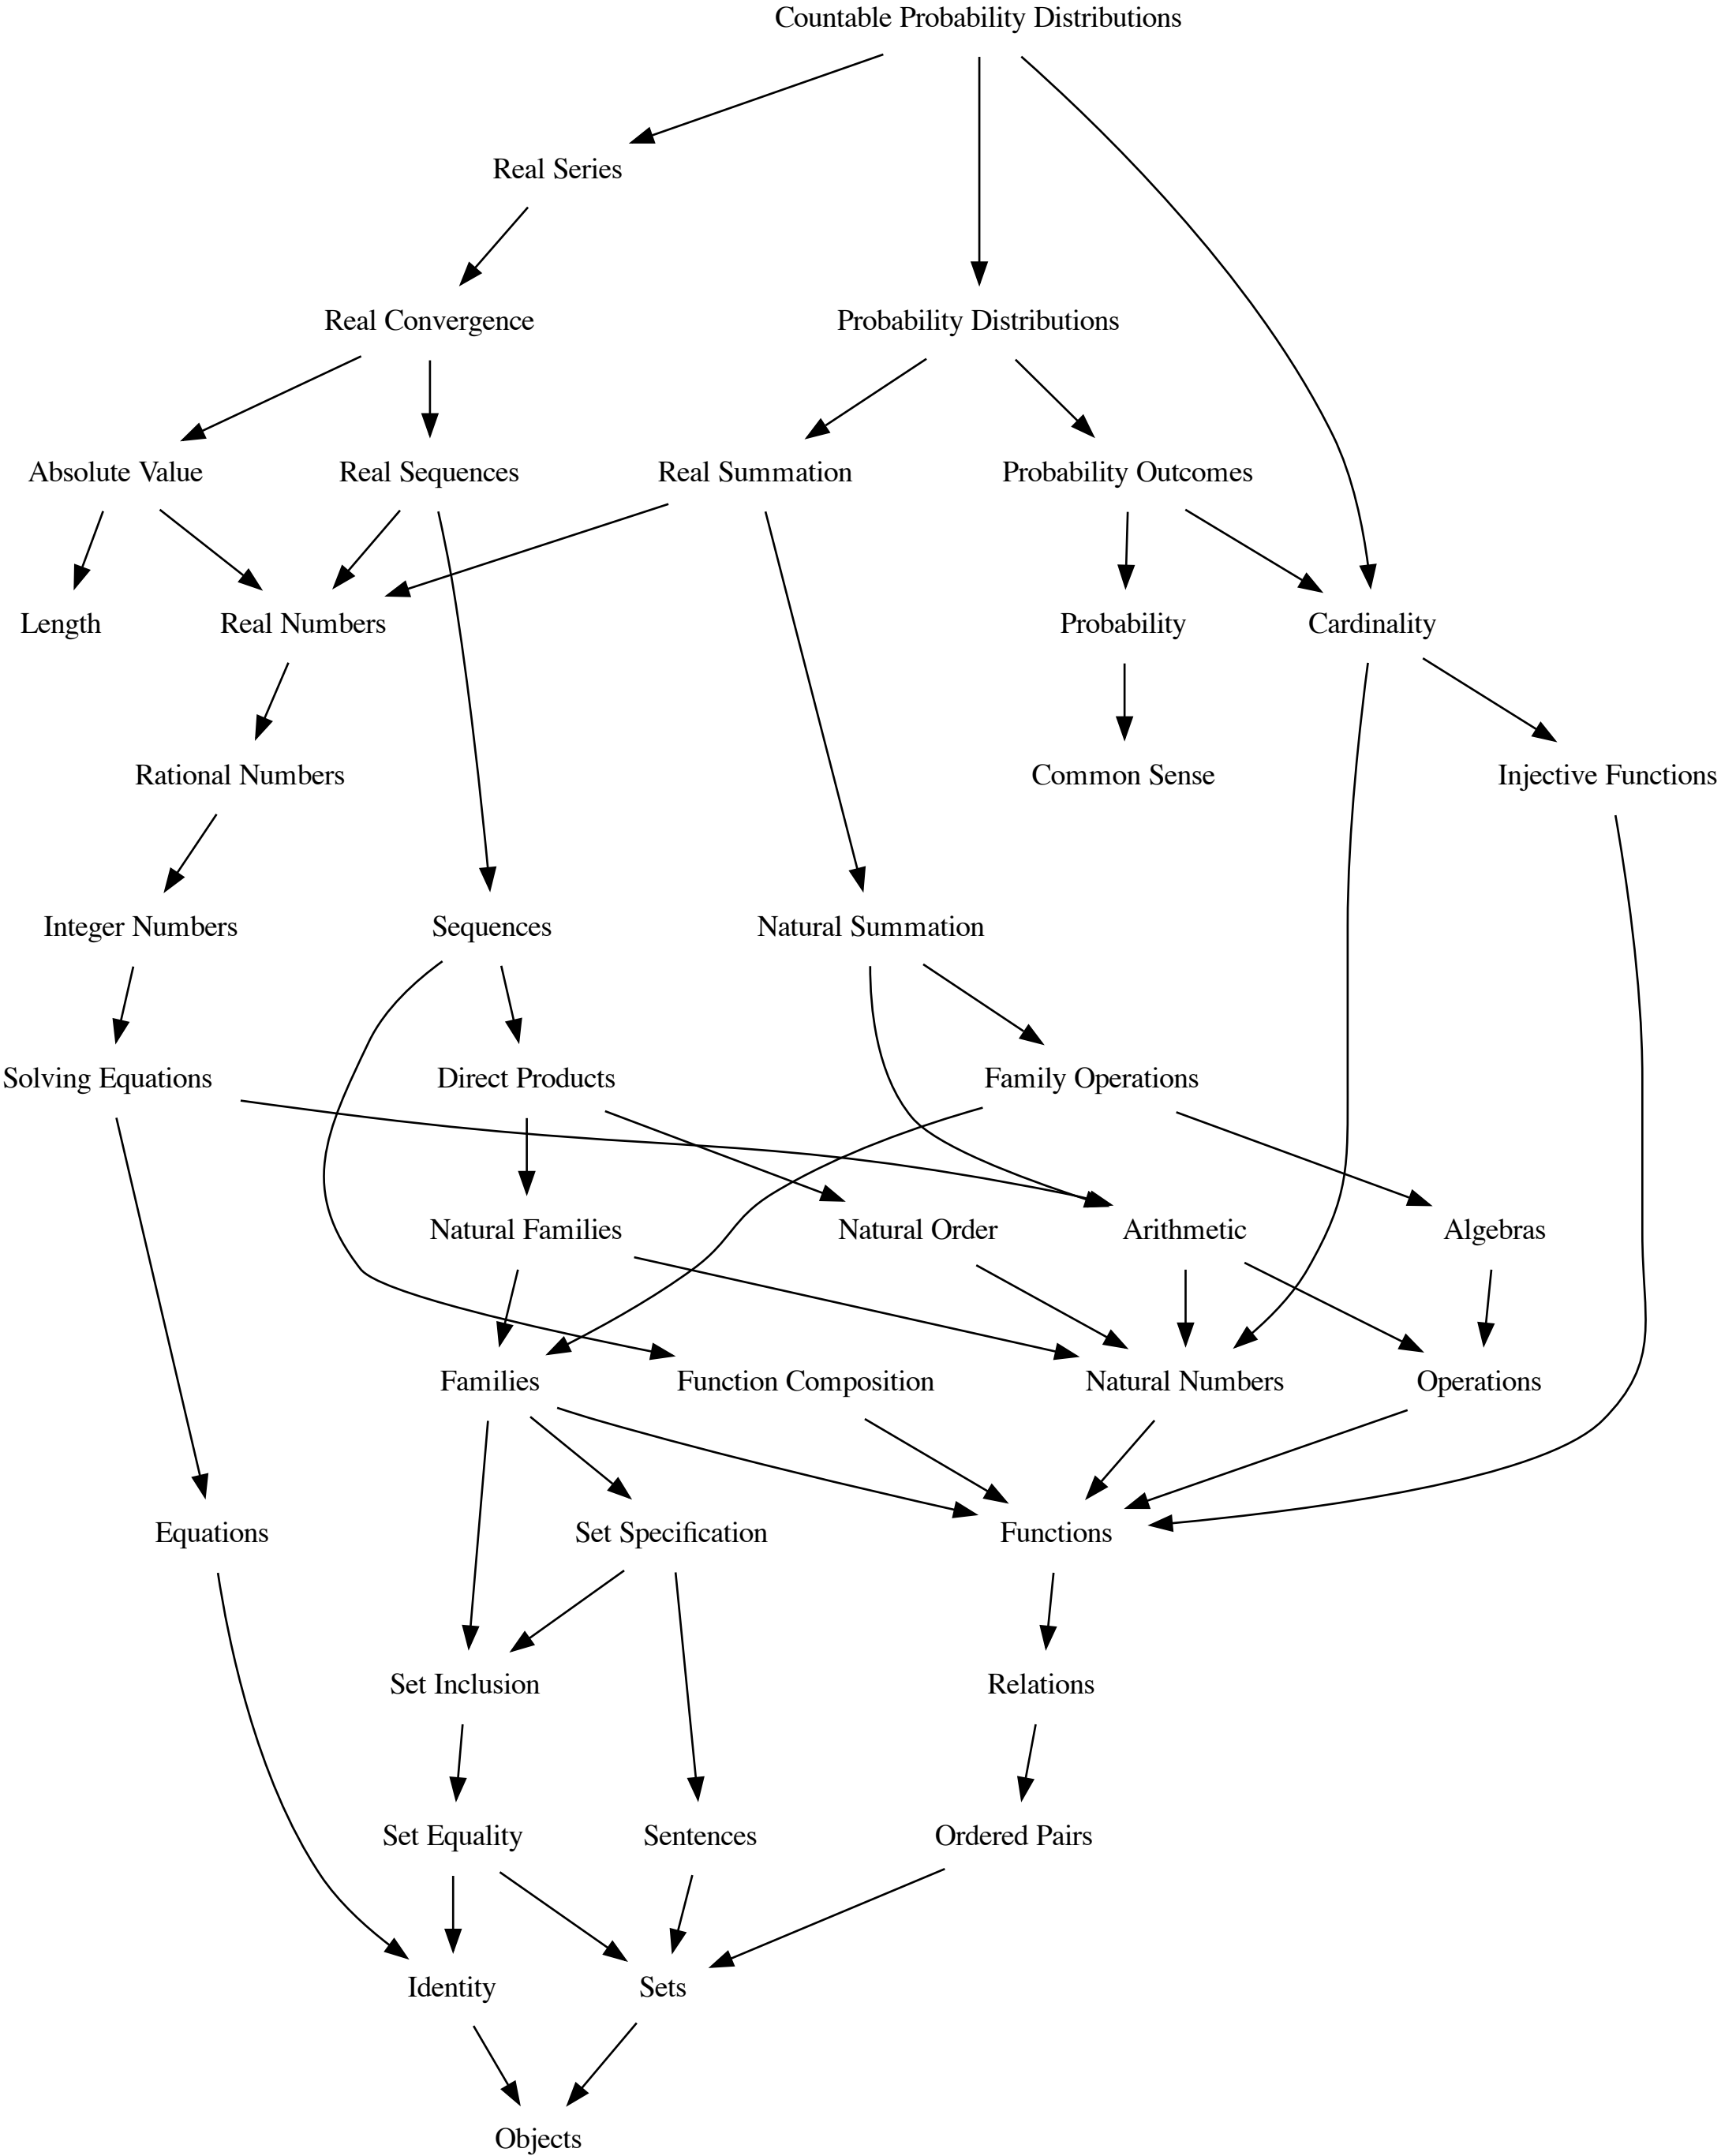 Countable Probability Distributions
Real Series
Real Convergence
Probability Distributions
Absolute Value
Real Sequences
Real Summation
Probability Outcomes
Length
Real Numbers
Probability
Cardinality
Rational Numbers
Common Sense
Injective Functions
Integer Numbers
Sequences
Natural Summation
Solving Equations
Direct Products
Family Operations
Natural Families
Natural Order
Arithmetic
Algebras
Families
Function Composition
Natural Numbers
Operations
Equations
Set Specification
Functions
Set Inclusion
Relations
Set Equality
Sentences
Ordered Pairs
Identity
Sets
Objects